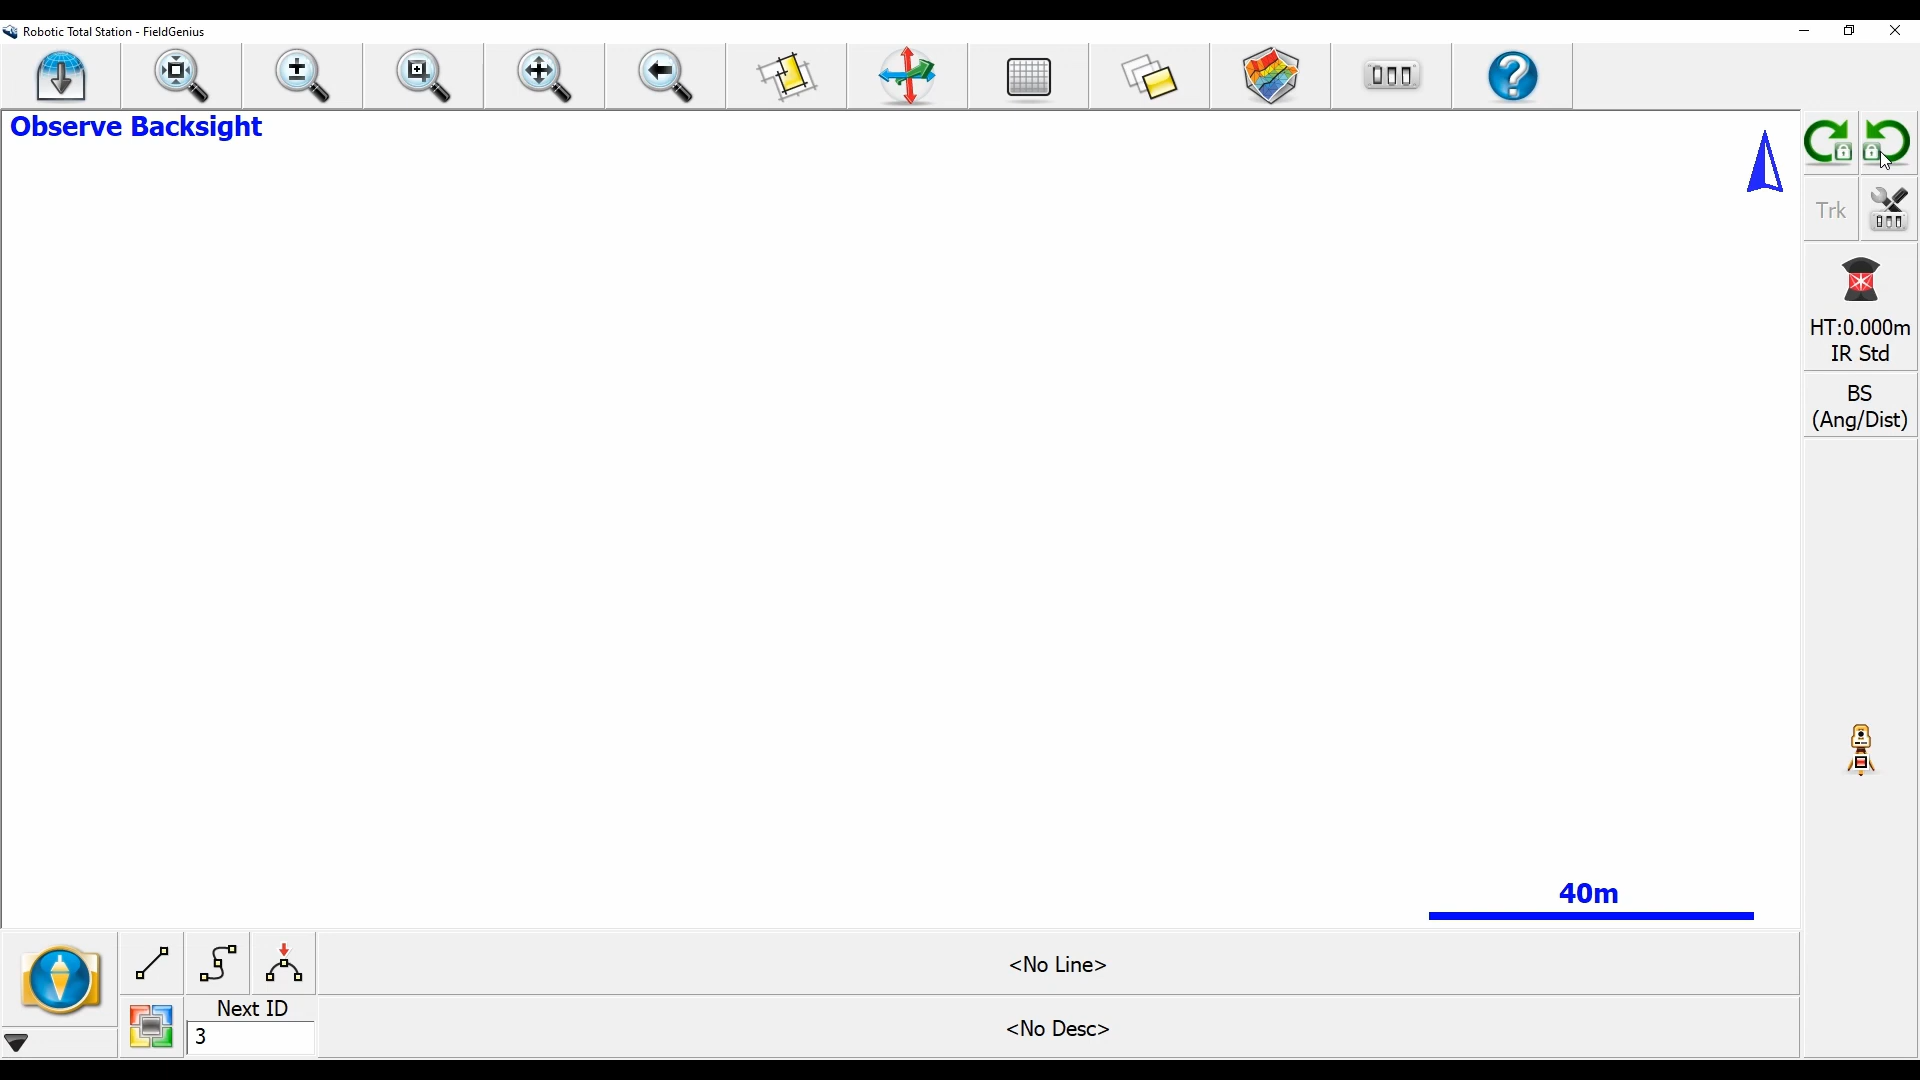 Robotic Total Station - FieldGenius
Observe Backsight
Trk
HT:0.000m
IR Std
BS
(Ang/Dist)
40m
<No Line>
Next ID
3
<No Desc>